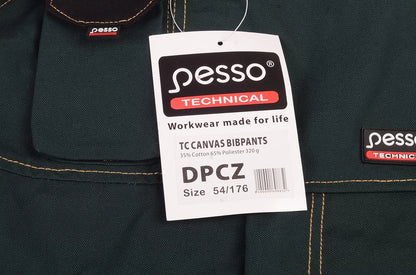 pesso
pesso®
TECHNICAL
Workwear made for life
TC CANVAS BIBPANTS
35% Cotton 65% Poliester 320 g
DPCZ
Size 54/176
pesso
TECHNICAL